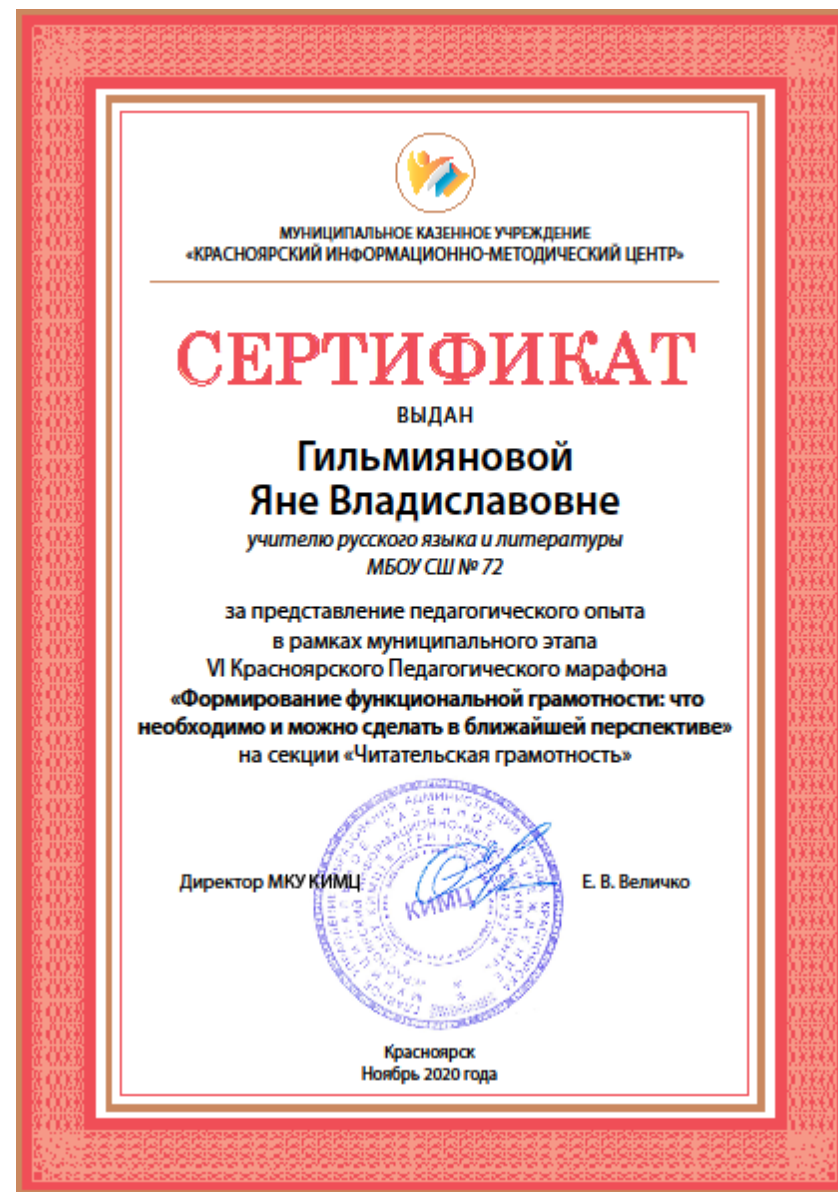 МУНИЦИПАЛЬНОЕ КАЗЕННОЕ УЧРЕЖДЕНИЕ
«КРАСНОЯРСКИЙ ИНФОРМАЦИОННО-МЕТОДИЧЕСКИЙ ЦЕНТР»
СЕРТИФИКАТ
ВЫДАН
Гильмияновой
Яне Владиславовне
учителю русского языка и литературы
МБОУ СШ № 72
за представление педагогического опыта
в рамках муниципального этапа
VI Красноярского Педагогического марафона
«Формирование функциональной грамотности: что
необходимо и можно сделать в ближайшей перспективе»
на секции «Читательская грамотность»
Директор МКУ КИМЦ
Е. В. Величко
КИМЦ
Красноярск
Ноябрь 2020 года